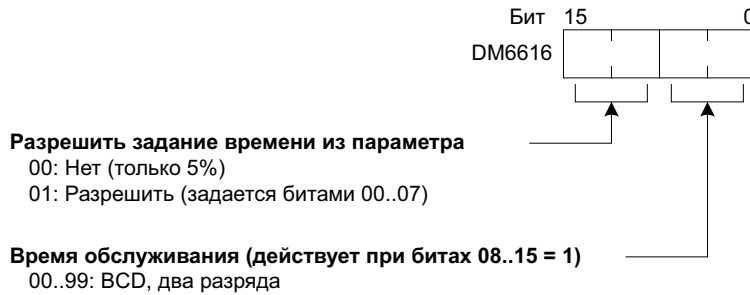 Бит 15 0
DM6616
Разрешить задание времени из параметра
00: Нет (только 5%)
01: Разрешить (задается битами 00..07)
Время обслуживания (действует при битах 08..15 = 1)
00..99: BCD, два разряда